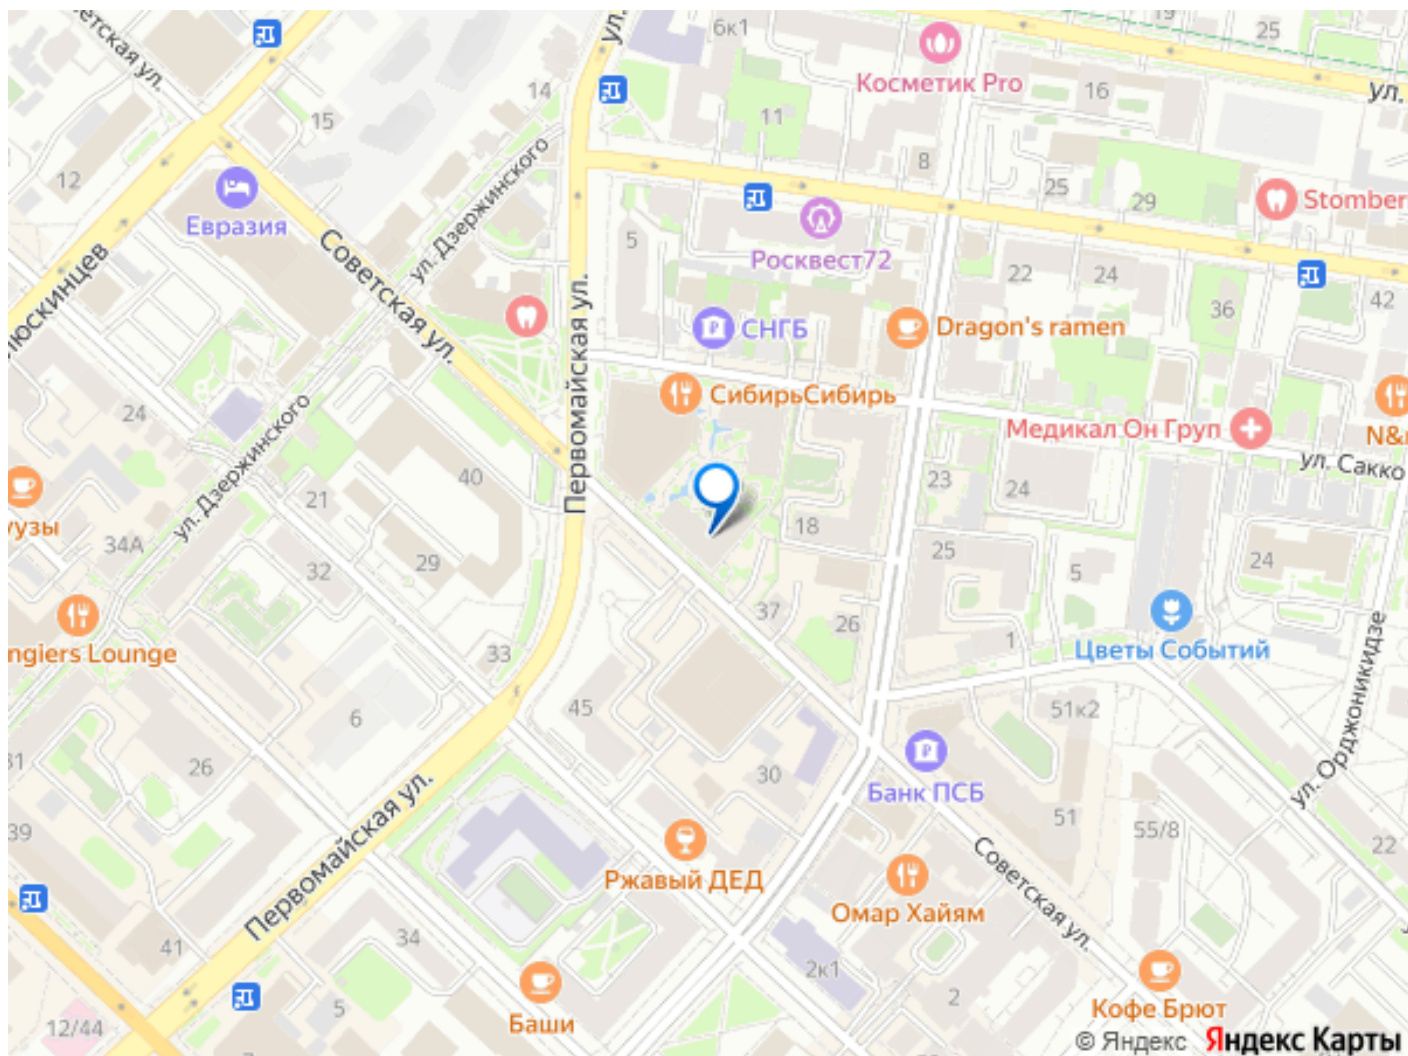 ветская ул.
ул.
6к1
19
25
Косметик Pro
ул.
16
14
15
11
8
12
25
29
Stomber
Евразия
ул. Дзержинского
5
Росквест72
22
24
36
42
люскинцев
Советская ул.
Первомайская ул.
СНГБ
Dragon's ramen
СибирьСибирь
24
Медикал Он Груп
N&
ул. Сакко
ул. Дзержинского
40
21
23
24
уузы
34А
18
25
24
32
29
5
37
26
1
ngiers Lounge
33
Цветы Событий
ул. Орджоникидзе
6
45
51к2
31
26
30
Банк ПСБ
Первомайская ул.
39
51
55/8
22
Ржавый ДЕД
Советская ул.
Омар Хайям
41
34
2к1
2
5
12/44
Баши
Кофе Брют
© Яндекс Яндекс Карты